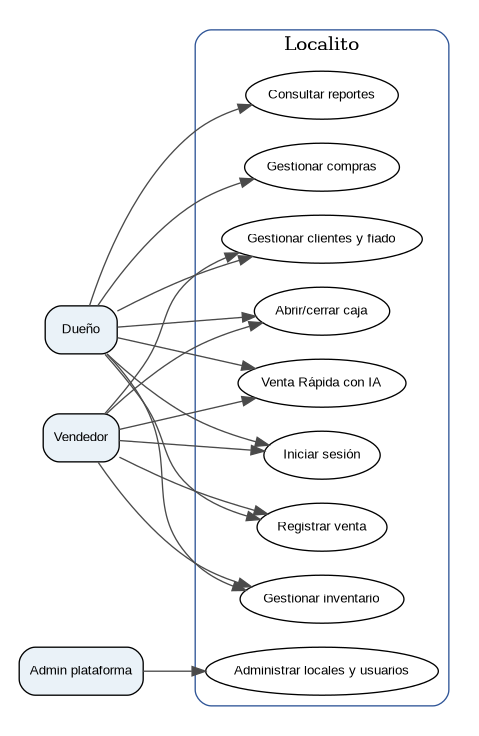 Localito
Consultar reportes
Gestionar compras
Gestionar clientes y fiado
Abrir/cerrar caja
Dueño
Venta Rápida con IA
Vendedor
Iniciar sesión
Registrar venta
Gestionar inventario
Admin plataforma
Administrar locales y usuarios